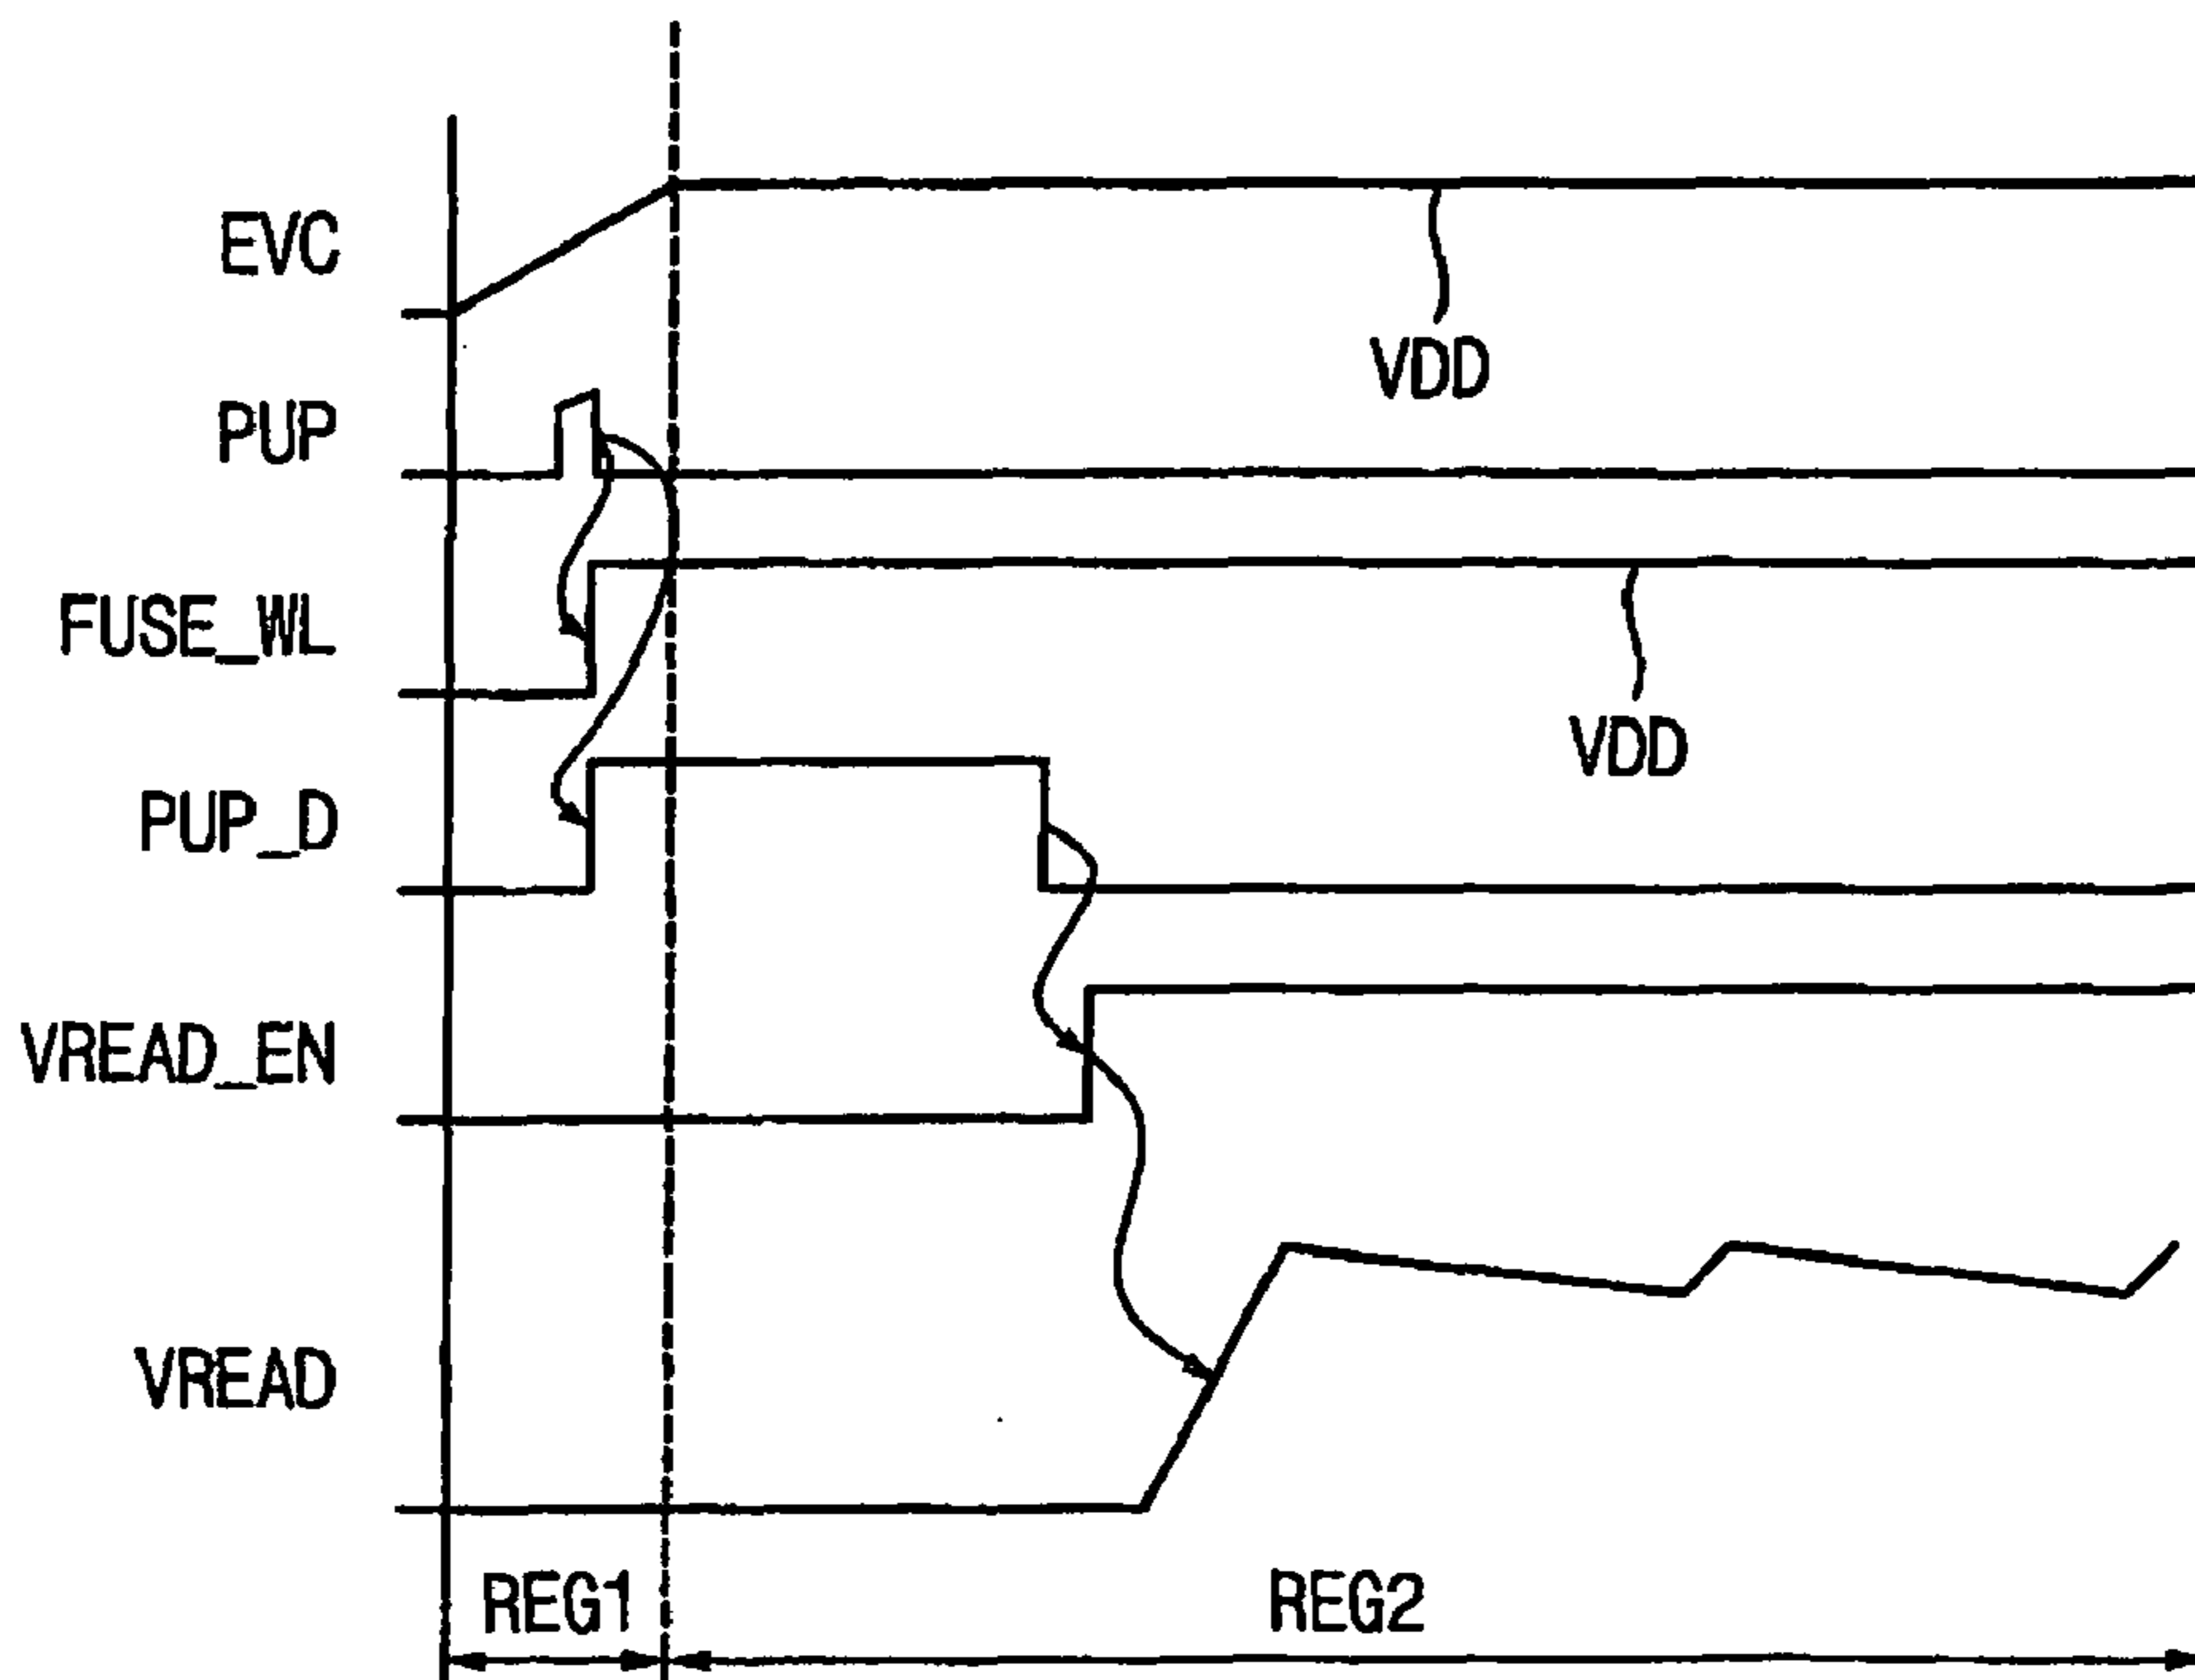 EVC
VDD
PUP
FUSE_WL
VDD
PUP_D
VREAD_EN
VREAD
REG1 REG2